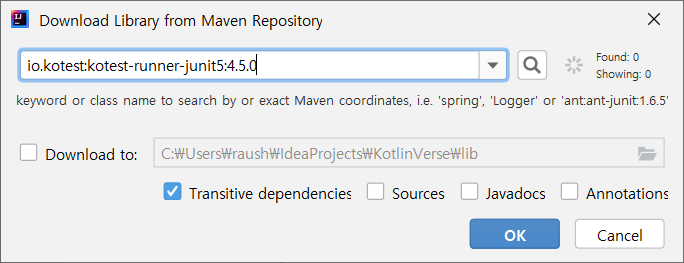 Download Library from Maven Repository
io.kotest:kotest-runner-junit5:4.5.0
Found: 0
Showing: 0
keyword or class name to search by or exact Maven coordinates, i.e. 'spring', 'Logger' or 'ant:ant-junit:1.6.5'
Download to: C:₩Users₩raush₩IdeaProjects₩KotlinVerse₩lib
Transitive dependencies Sources Javadocs Annotations
OK Cancel